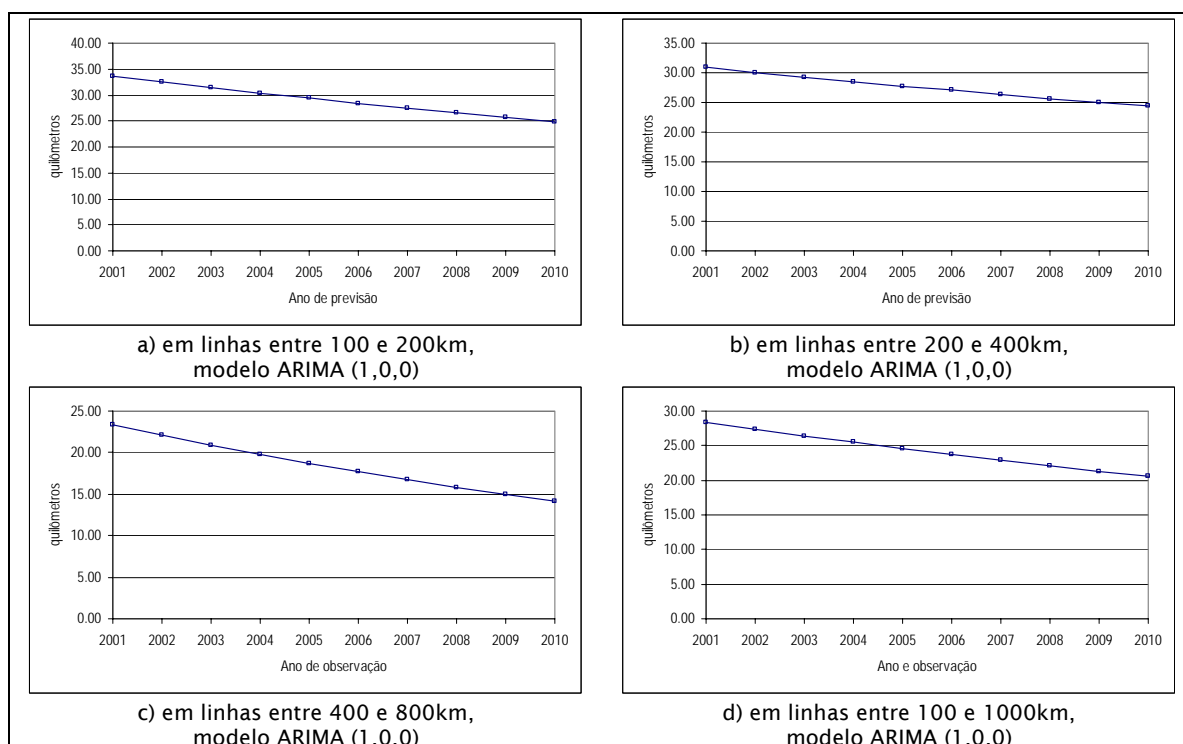 40.00
35.00
30.00
25.00
20.00
15.00
10.00
5.00
0.00
quilômetros
2001 2002 2003 2004 2005 2006 2007 2008 2009 2010
Ano de previsão
a) em linhas entre 100 e 200km,
modelo ARIMA (1,0,0)
35.00
30.00
25.00
20.00
15.00
10.00
5.00
0.00
quilômetros
2001 2002 2003 2004 2005 2006 2007 2008 2009 2010
Ano de previsão
b) em linhas entre 200 e 400km,
modelo ARIMA (1,0,0)
25.00
20.00
15.00
10.00
5.00
0.00
quilômetros
2001 2002 2003 2004 2005 2006 2007 2008 2009 2010
Ano de observação
c) em linhas entre 400 e 800km,
modelo ARIMA (1,0,0)
30.00
25.00
20.00
15.00
10.00
5.00
0.00
quilômetros
2001 2002 2003 2004 2005 2006 2007 2008 2009 2010
Ano e observação
d) em linhas entre 100 e 1000km,
modelo ARIMA (1,0,0)